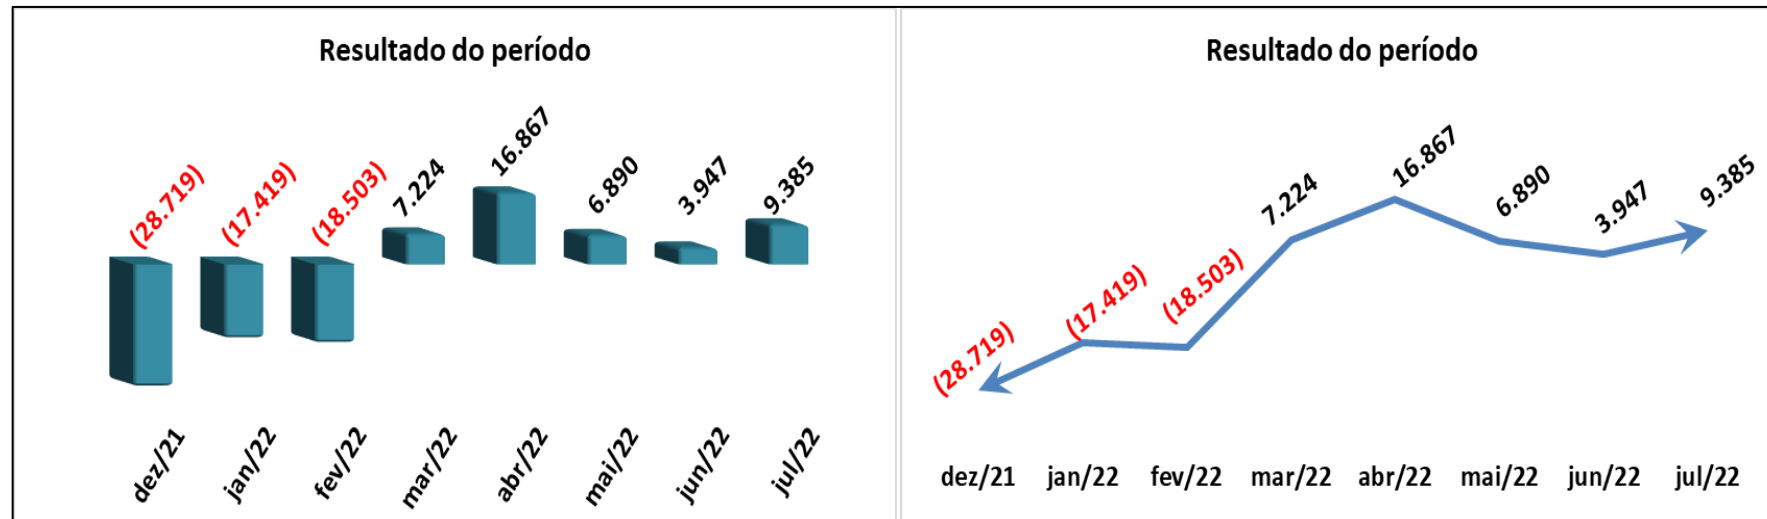 Resultado do período
(28.719)
(17.419)
(18.503)
7.224
16.867
6.890
3.947
9.385
dez/21
jan/22
fev/22
mar/22
abr/22
mai/22
jun/22
jul/22
Resultado do período
(28.719)
(17.419)
(18.503)
7.224
16.867
6.890
3.947
9.385
dez/21 jan/22 fev/22 mar/22 abr/22 mai/22 jun/22 jul/22